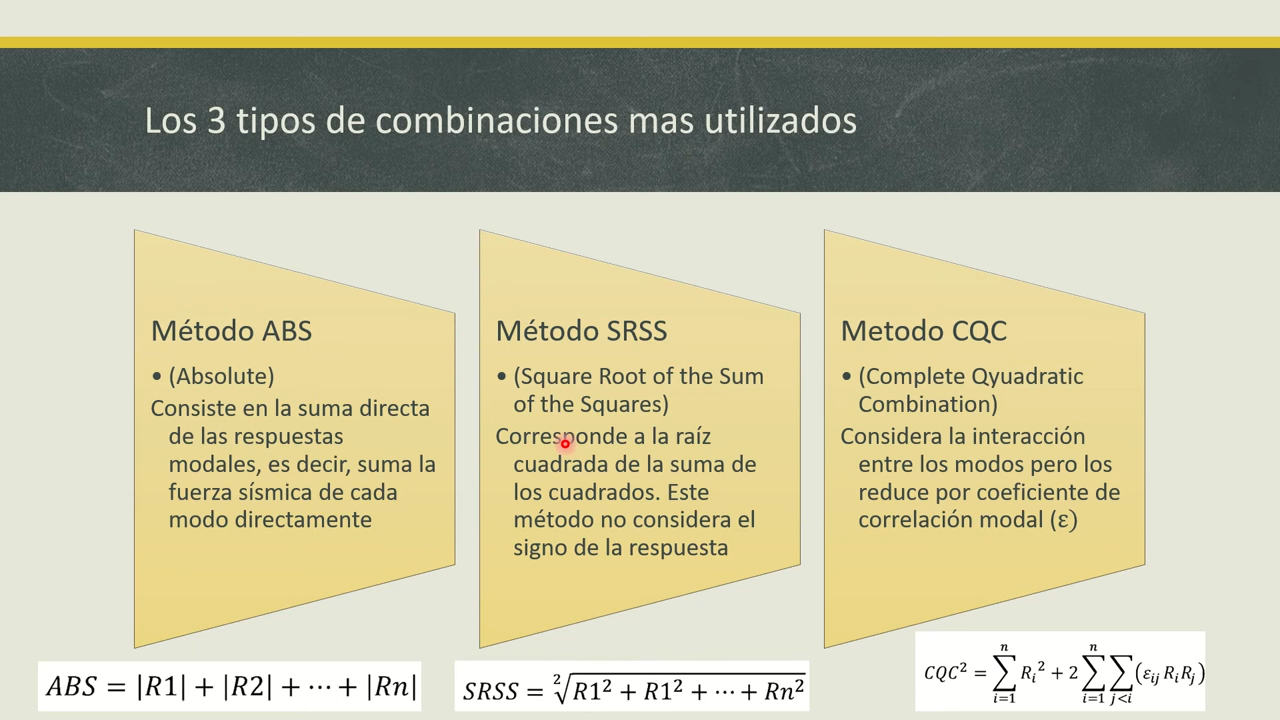 Los 3 tipos de combinaciones mas utilizados
Método ABS
• (Absolute)
Consiste en la suma directa
de las respuestas
modales, es decir, suma la
fuerza sísmica de cada
modo directamente
Método SRSS
• (Square Root of the Sum
of the Squares)
Corresponde a la raíz
cuadrada de la suma de
los cuadrados. Este
método no considera el
signo de la respuesta
Metodo CQC
• (Complete Qyuadratic
Combination)
Considera la interacción
entre los modos pero los
reduce por coeficiente de
correlación modal (ε)
ABS = |R1| + |R2| + ⋯ + |Rn|
SRSS = ²√(R1² + R1² + ⋯ + Rn²)
CQC² = ∑ᵢ₌₁ⁿ Rᵢ² + 2 ∑ᵢ₌₁ⁿ ∑j<i (εᵢⱼ Rᵢ Rⱼ)